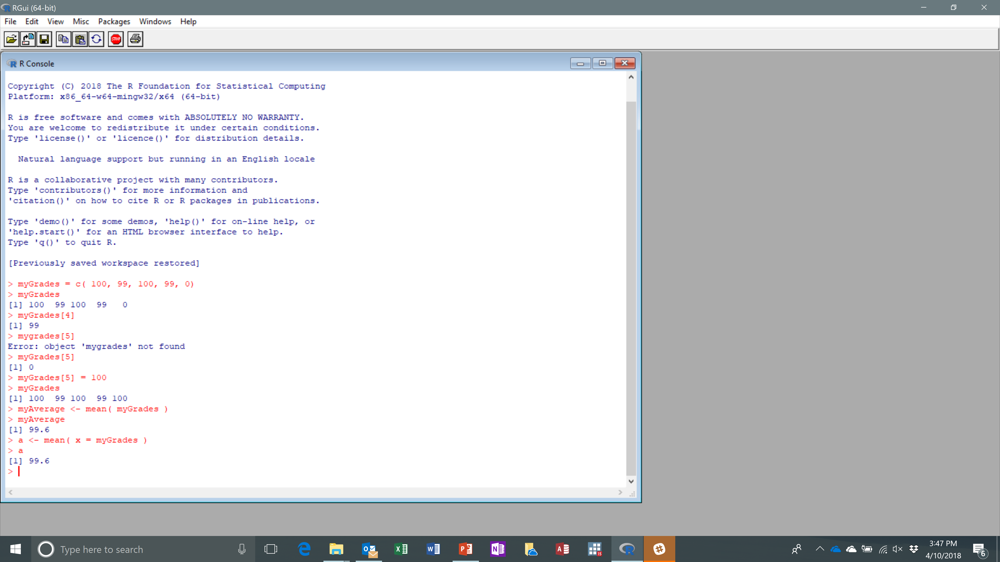 RGui (64-bit)
File Edit View Misc Packages Windows Help
STOP
R Console
Copyright (C) 2018 The R Foundation for Statistical Computing
Platform: x86_64-w64-mingw32/x64 (64-bit)
R is free software and comes with ABSOLUTELY NO WARRANTY.
You are welcome to redistribute it under certain conditions.
Type 'license()' or 'licence()' for distribution details.
Natural language support but running in an English locale
R is a collaborative project with many contributors.
Type 'contributors()' for more information and
'citation()' on how to cite R or R packages in publications.
Type 'demo()' for some demos, 'help()' for on-line help, or
'help.start()' for an HTML browser interface to help.
Type 'q()' to quit R.
[Previously saved workspace restored]
> myGrades = c( 100, 99, 100, 99, 0)
> myGrades
[1] 100  99 100  99   0
> myGrades[4]
[1] 99
> mygrades[5]
Error: object 'mygrades' not found
> myGrades[5]
[1] 0
> myGrades[5] = 100
> myGrades
[1] 100  99 100  99 100
> myAverage <- mean( myGrades )
> myAverage
[1] 99.6
> a <- mean( x = myGrades )
> a
[1] 99.6
>
Type here to search
15
3:47 PM
4/10/2018
6